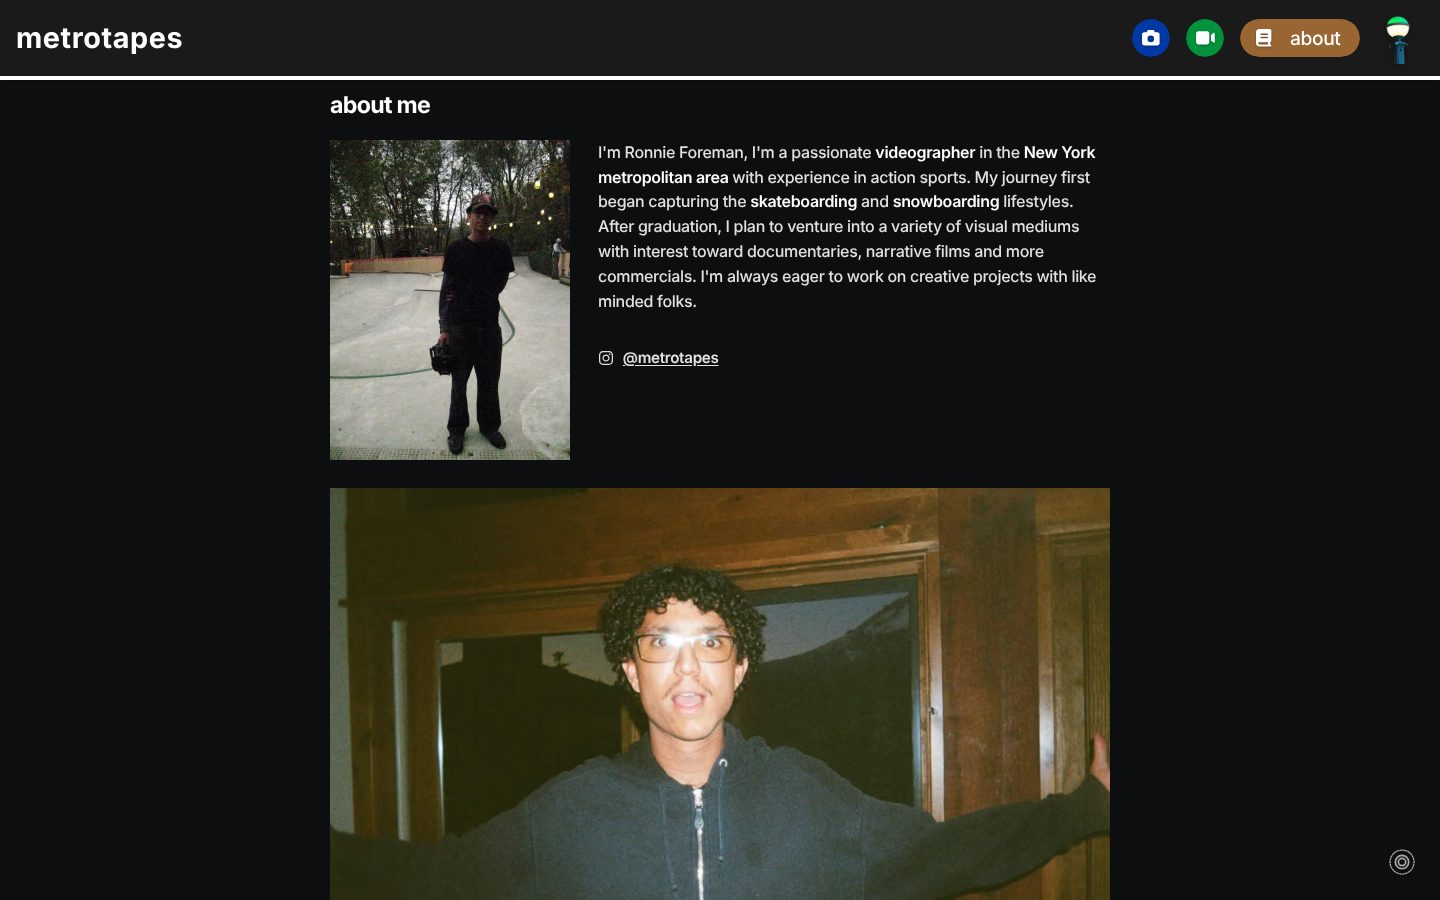 metrotapes
about
about me
I'm Ronnie Foreman, I'm a passionate videographer in the New York
metropolitan area with experience in action sports. My journey first
began capturing the skateboarding and snowboarding lifestyles.
After graduation, I plan to venture into a variety of visual mediums
with interest toward documentaries, narrative films and more
commercials. I'm always eager to work on creative projects with like
minded folks.
@metrotapes